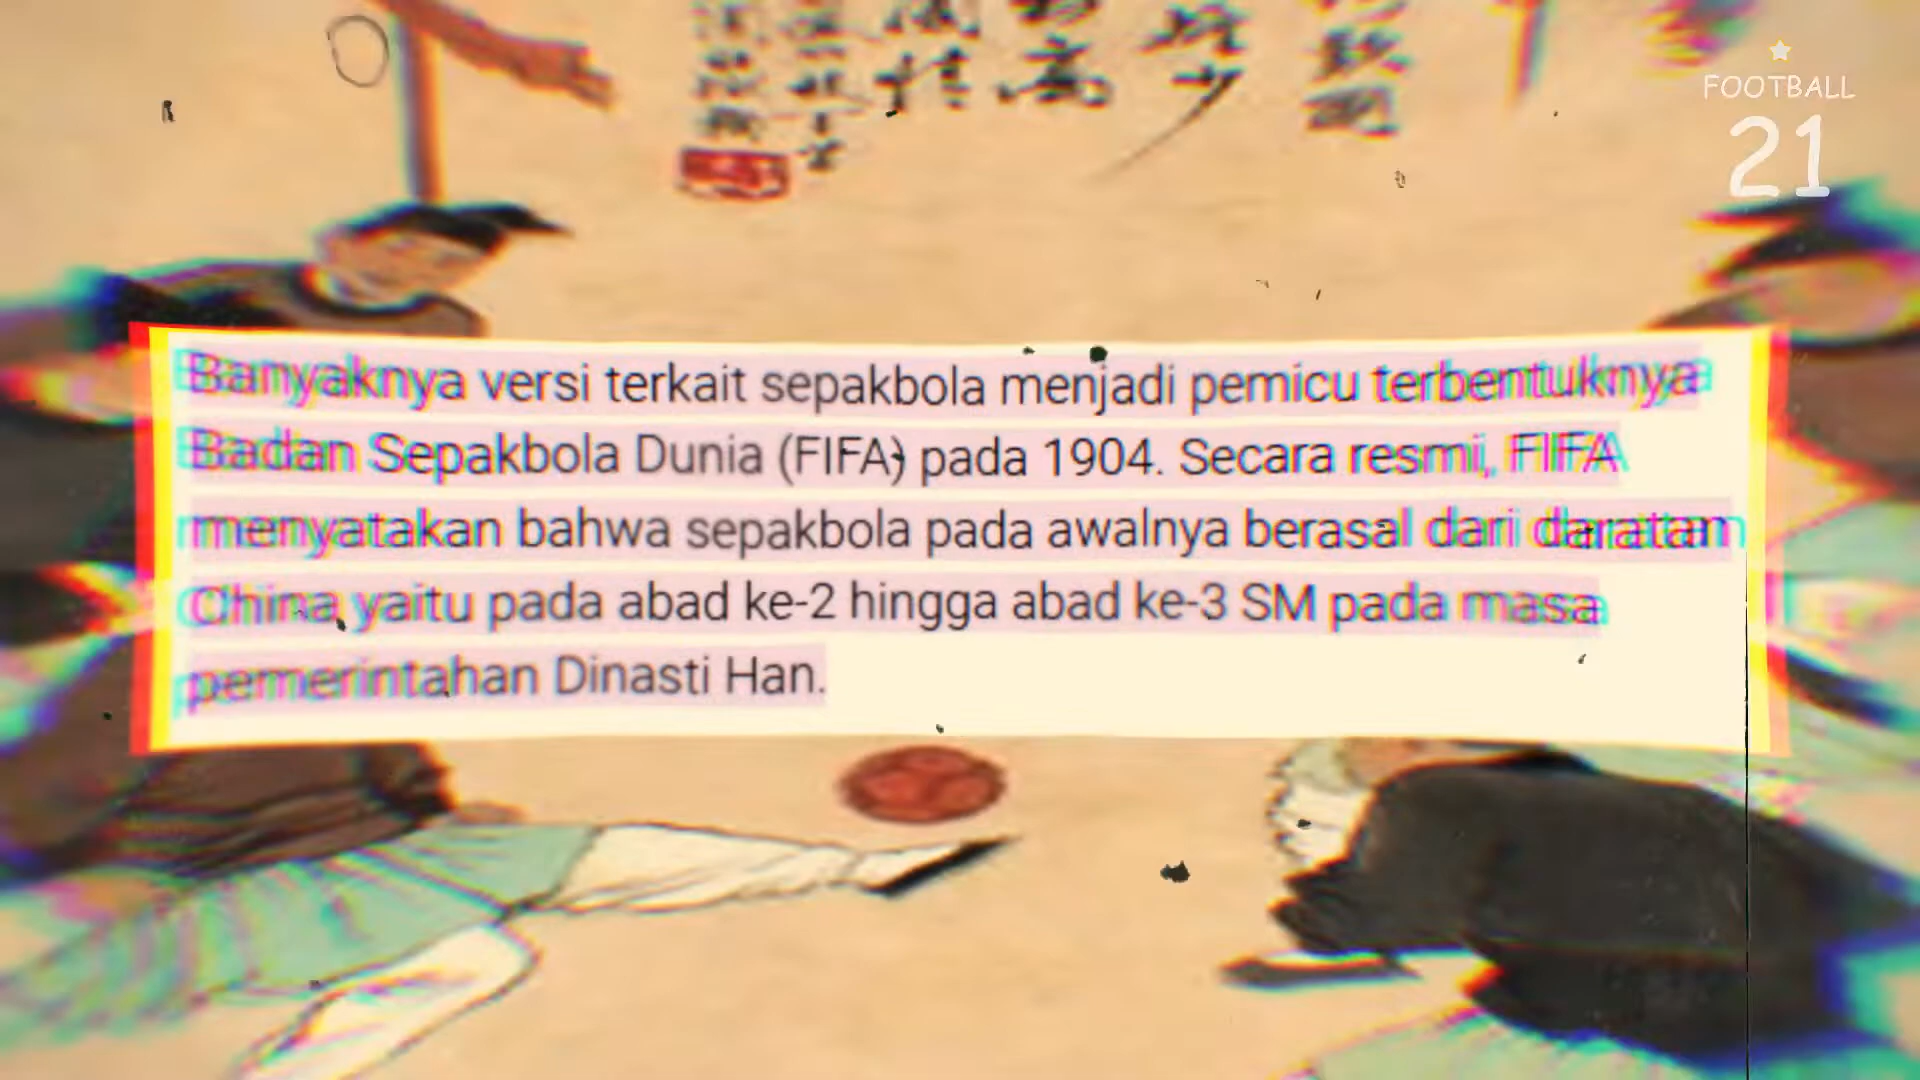 FOOTBALL
21
Banyaknya versi terkait sepakbola menjadi pemicu terbentuknya
Badan Sepakbola Dunia (FIFA) pada 1904. Secara resmi, FIFA
menyatakan bahwa sepakbola pada awalnya berasal dari daratan
China, yaitu pada abad ke-2 hingga abad ke-3 SM pada masa
pemerintahan Dinasti Han.